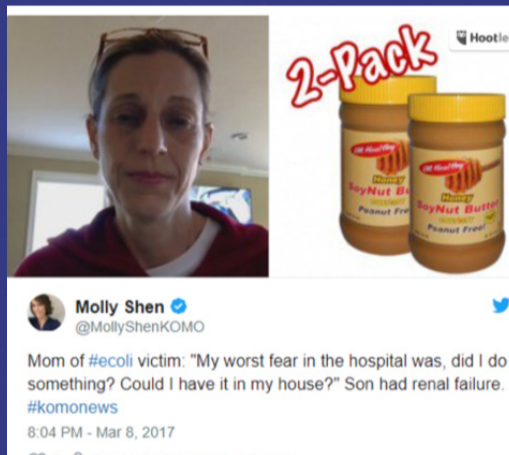 2-Pack
Hootle
Honey
SoyNut Bu
Peanut Fre
Honey
SoyNut Butter
Peanut Free!
Molly Shen
@MollyShenKOMO
Mom of #ecoli victim: "My worst fear in the hospital was, did I do
something? Could I have it in my house?" Son had renal failure.
#komonews
8:04 PM - Mar 8, 2017